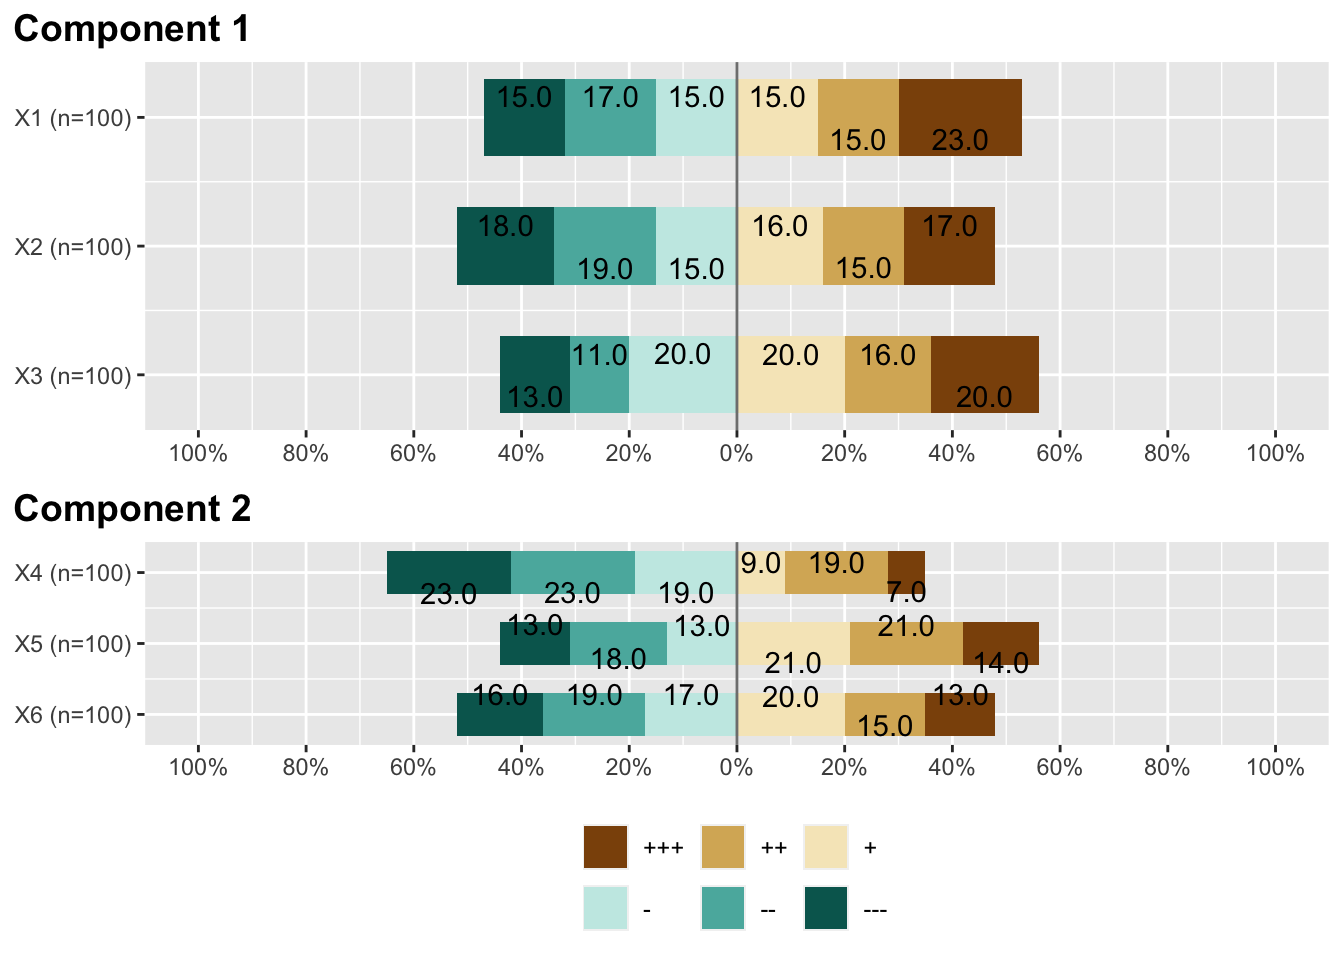 Component 1
X1 (n=100) 15.0 17.0 15.0 15.0 15.0 23.0
X2 (n=100) 18.0 19.0 15.0 16.0 15.0 17.0
X3 (n=100) 13.0 11.0 20.0 20.0 16.0 20.0
100% 80% 60% 40% 20% 0% 20% 40% 60% 80% 100%
Component 2
X4 (n=100) 23.0 23.0 19.0 9.0 19.0 7.0
X5 (n=100) 13.0 18.0 13.0 21.0 21.0 14.0
X6 (n=100) 16.0 19.0 17.0 20.0 15.0 13.0
100% 80% 60% 40% 20% 0% 20% 40% 60% 80% 100%
+++ ++ +
- -- ---